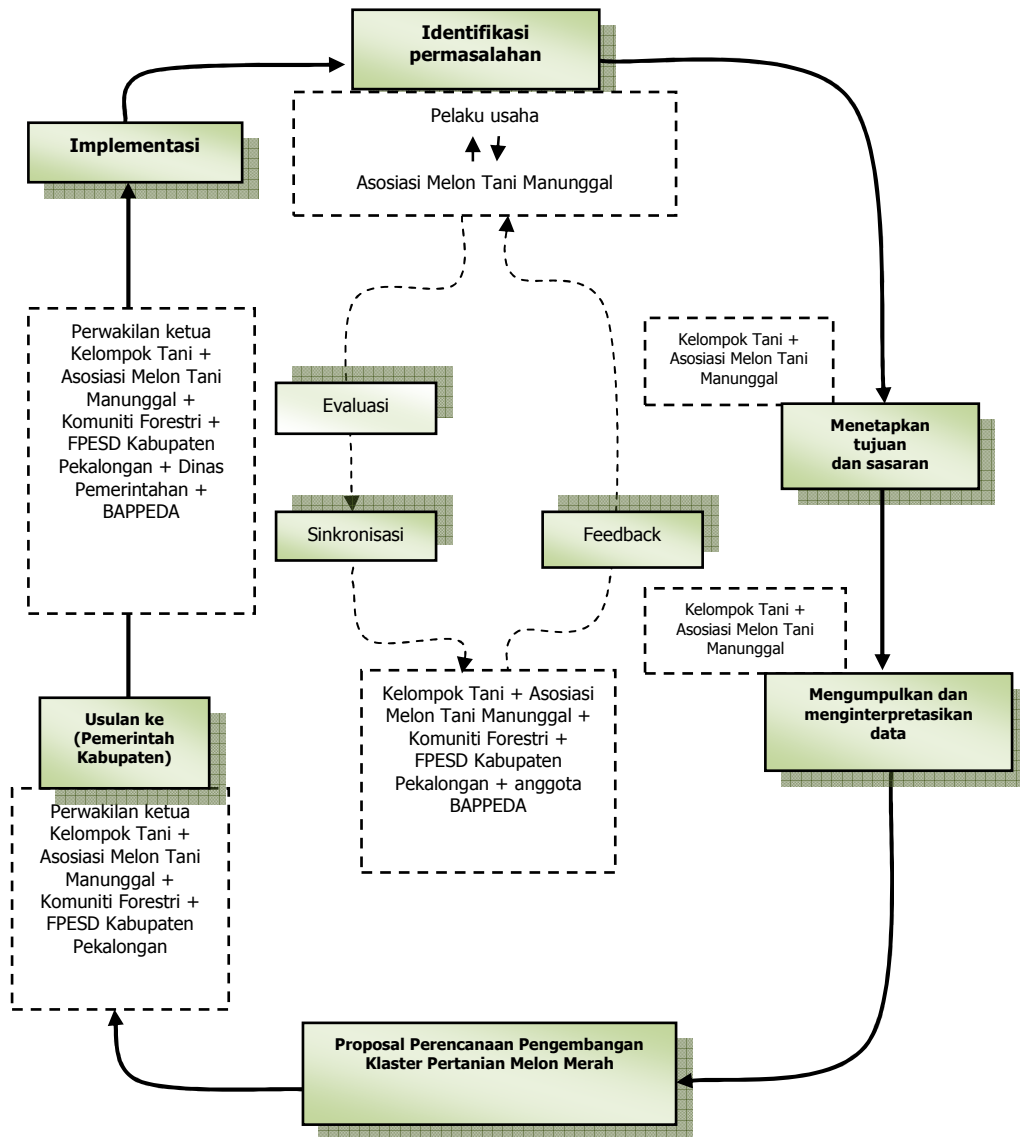 Identifikasi
permasalahan
Pelaku usaha
Asosiasi Melon Tani Manunggal
Implementasi
Perwakilan ketua
Kelompok Tani +
Asosiasi Melon Tani
Manunggal +
Komuniti Forestri +
FPESD Kabupaten
Pekalongan + Dinas
Pemerintahan +
BAPPEDA
Evaluasi
Sinkronisasi
Feedback
Kelompok Tani +
Asosiasi Melon Tani
Manunggal
Menetapkan
tujuan
dan sasaran
Kelompok Tani +
Asosiasi Melon Tani
Manunggal
Mengumpulkan dan
menginterpretasikan
data
Kelompok Tani + Asosiasi
Melon Tani Manunggal +
Komuniti Forestri +
FPESD Kabupaten
Pekalongan + anggota
BAPPEDA
Usulan ke
(Pemerintah
Kabupaten)
Perwakilan ketua
Kelompok Tani +
Asosiasi Melon Tani
Manunggal +
Komuniti Forestri +
FPESD Kabupaten
Pekalongan
Proposal Perencanaan Pengembangan
Klaster Pertanian Melon Merah